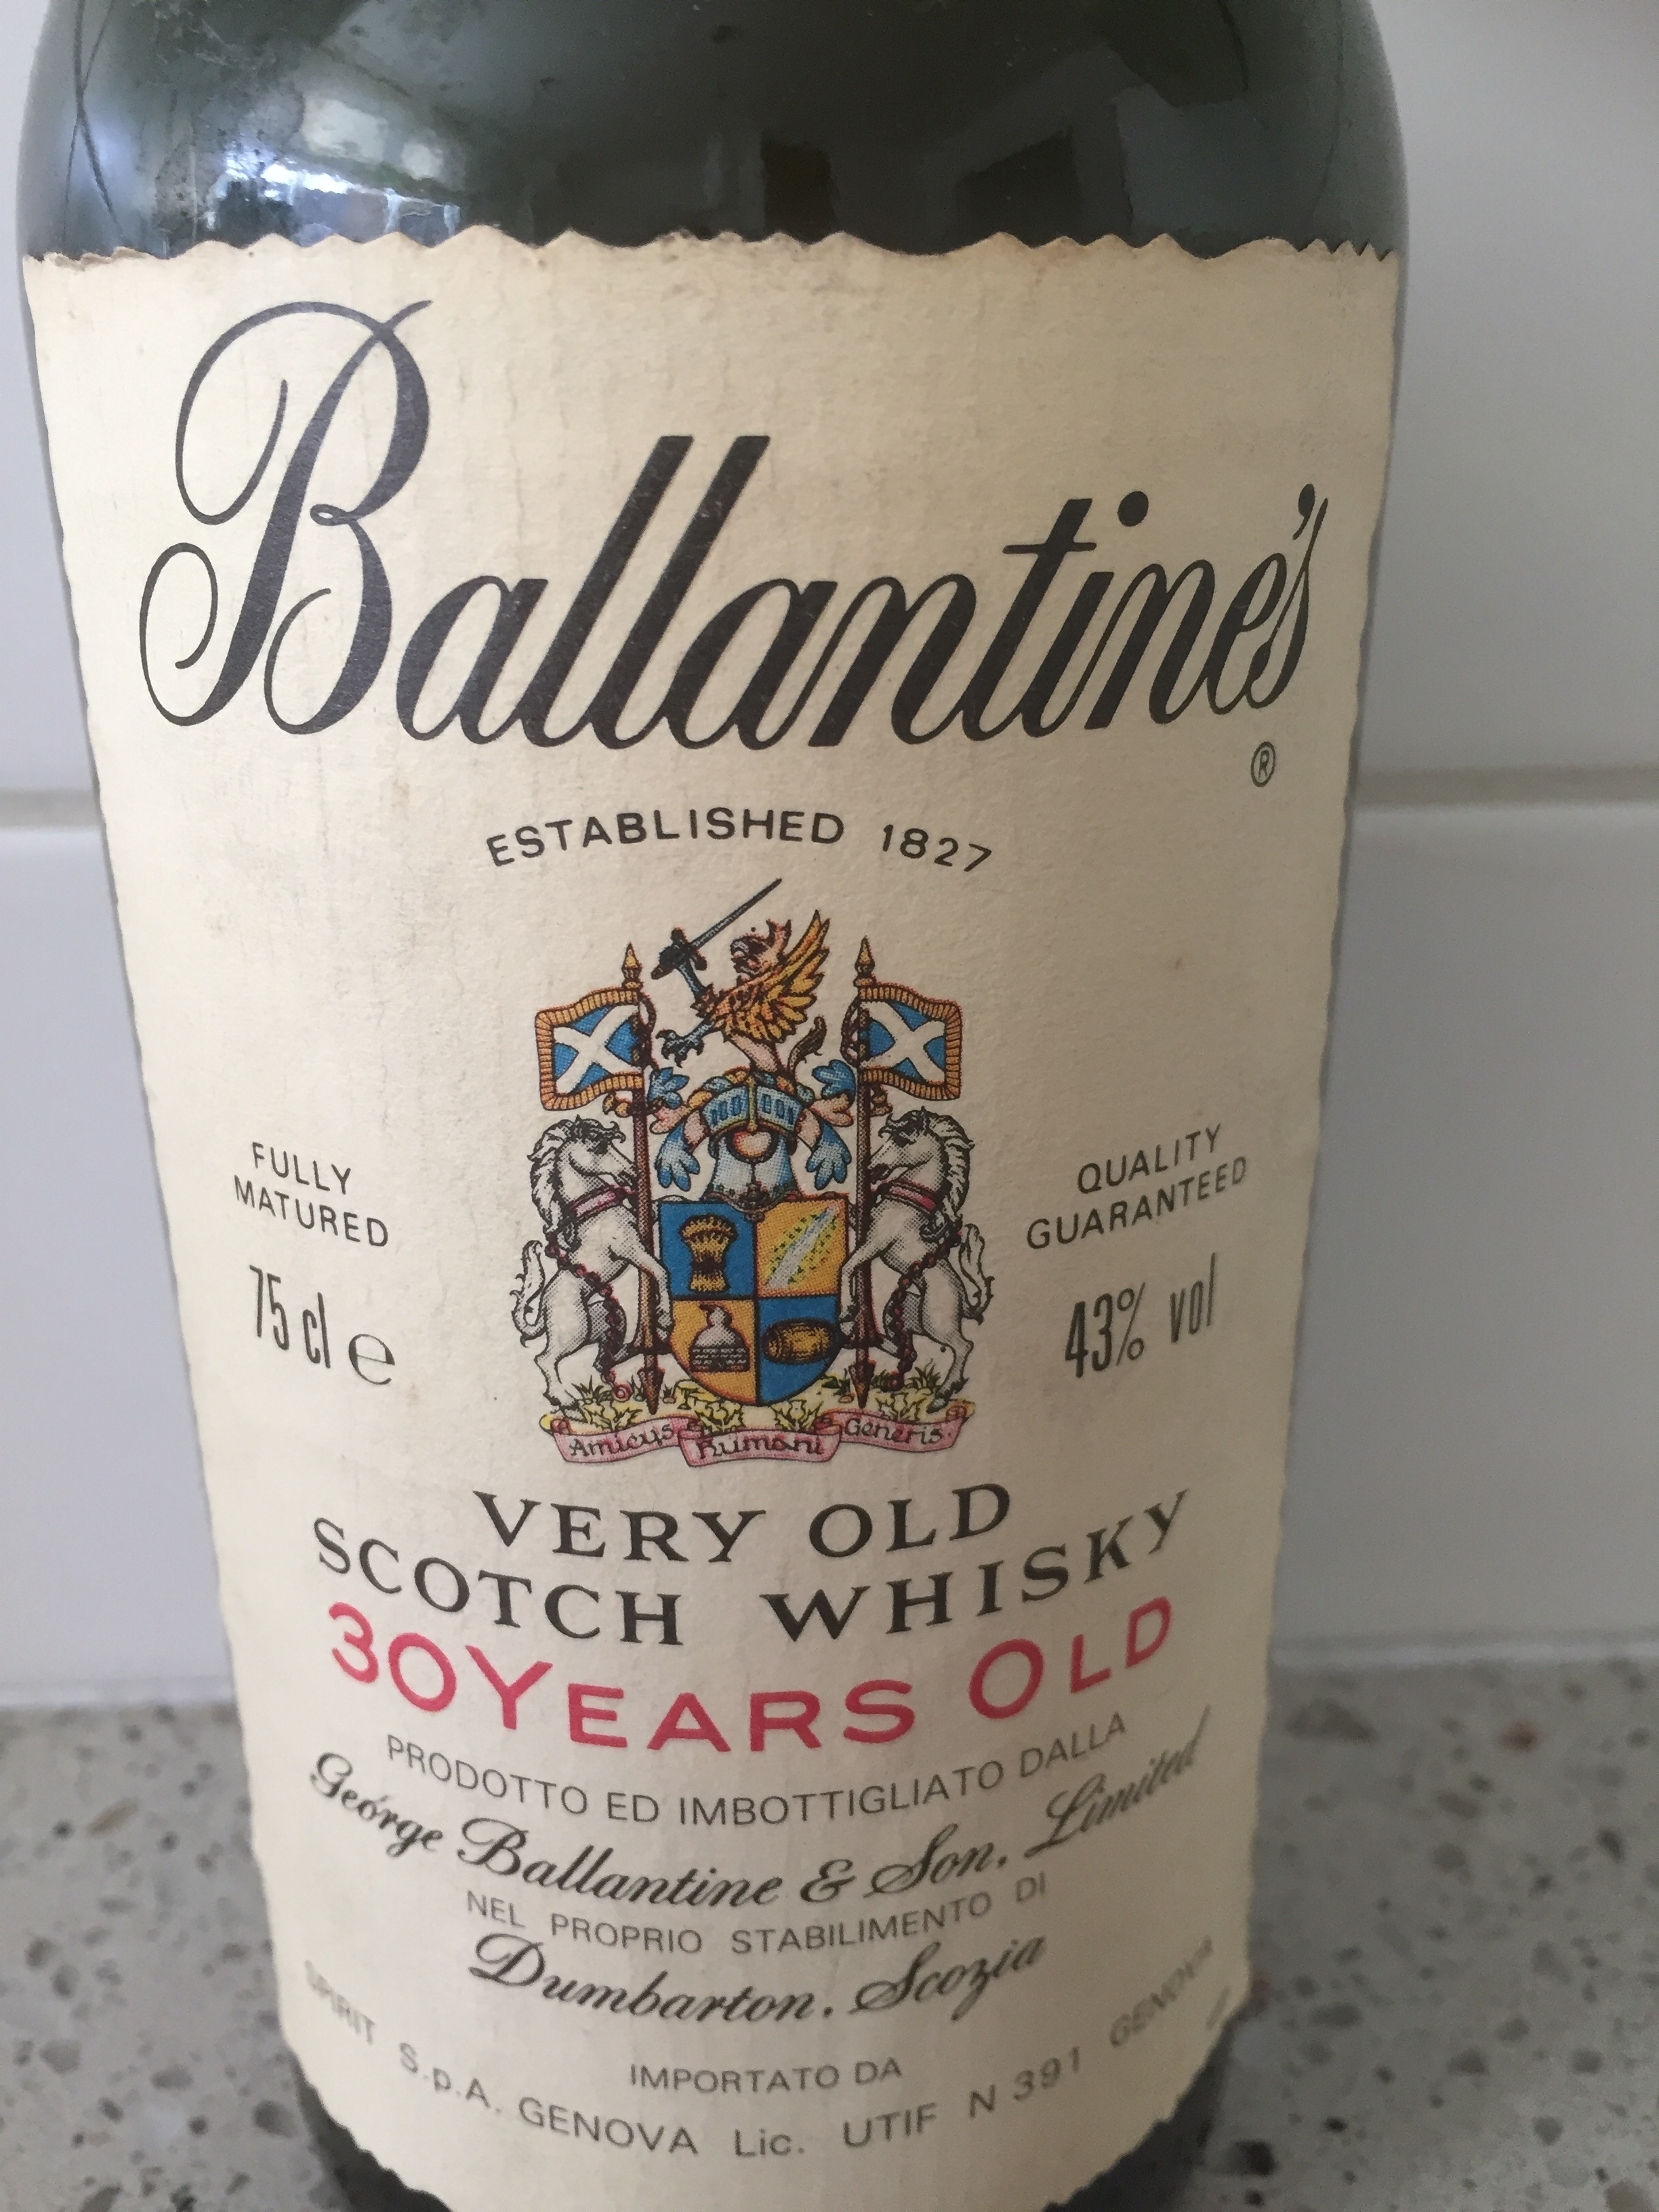 Ballantine's
®
ESTABLISHED 1827
FULLY
MATURED
75 cl ℮
QUALITY
GUARANTEED
43% vol
Amicus Humani Generis.
VERY OLD
SCOTCH WHISKY
30 YEARS OLD
PRODOTTO ED IMBOTTIGLIATO DALLA
George Ballantine & Son, Limited
NEL PROPRIO STABILIMENTO DI
Dumbarton, Scozia
IMPORTATO DA
SPIRIT S.p.A. GENOVA Lic. UTIF N 391 GENOVA